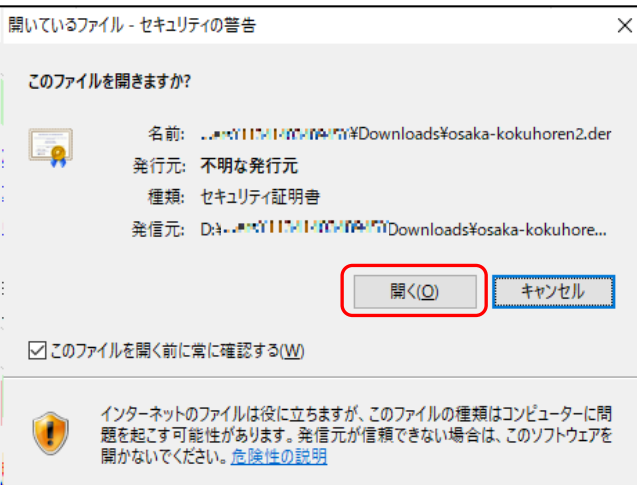 開いているファイル - セキュリティの警告
このファイルを開きますか?
名前: ¥Downloads¥osaka-kokuhoren2.der
発行元: 不明な発行元
種類: セキュリティ証明書
発信元: D:¥ Downloads¥osaka-kokuhore...
開く(O) キャンセル
このファイルを開く前に常に確認する(W)
インターネットのファイルは役に立ちますが、このファイルの種類はコンピューターに問
題を起こす可能性があります。発信元が信頼できない場合は、このソフトウェアを
開かないでください。危険性の説明